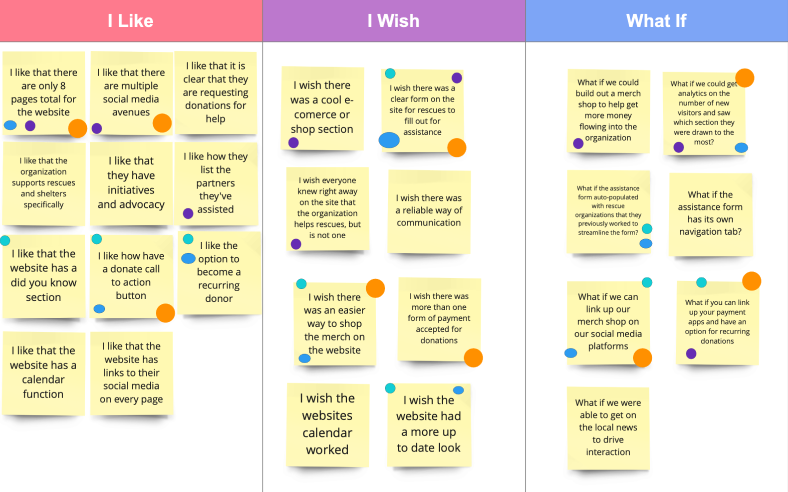 I Like
I Wish
What If
I like that there
are only 8
pages total for
the website
I like that there
are multiple
social media
avenues
I like that it is
clear that they
are requesting
donations for
help
I like that the
organization
supports rescues
and shelters
specifically
I like that
they have
initiatives
and advocacy
I like how they
list the
partners
they've
assisted
I like that the
website has a
did you know
section
I like how have
a donate call
to action
button
I like the
option to
become a
recurring
donor
I like that the
website has a
calendar
function
I like that the
website has
links to their
social media
on every page
I wish there
was a cool e-
comerce or
shop section
I wish there was a
clear form on the
site for rescues to
fill out for
assistance
I wish everyone
knew right away
on the site that
the organization
helps rescues, but
is not one
I wish there was
a reliable way of
communication
I wish there
was an easier
way to shop
the merch on
the website
I wish there was
more than one
form of payment
accepted for
donations
I wish the
websites
calendar
worked
I wish the
website had
a more up
to date look
What if we could
build out a merch
shop to help get
more money
flowing into the
organization
What if we could get
analytics on the
number of new
visitors and saw
which section they
were drawn to the
most?
What if the assistance
form auto-populated
with rescue
organizations that they
previously worked to
streamline the form?
What if the
assistance form
has its own
navigation tab?
What if we can
link up our
merch shop on
our social media
platforms
What if you can link
up your payment
apps and have an
option for recurring
donations
What if we were
able to get on
the local news
to drive
interaction